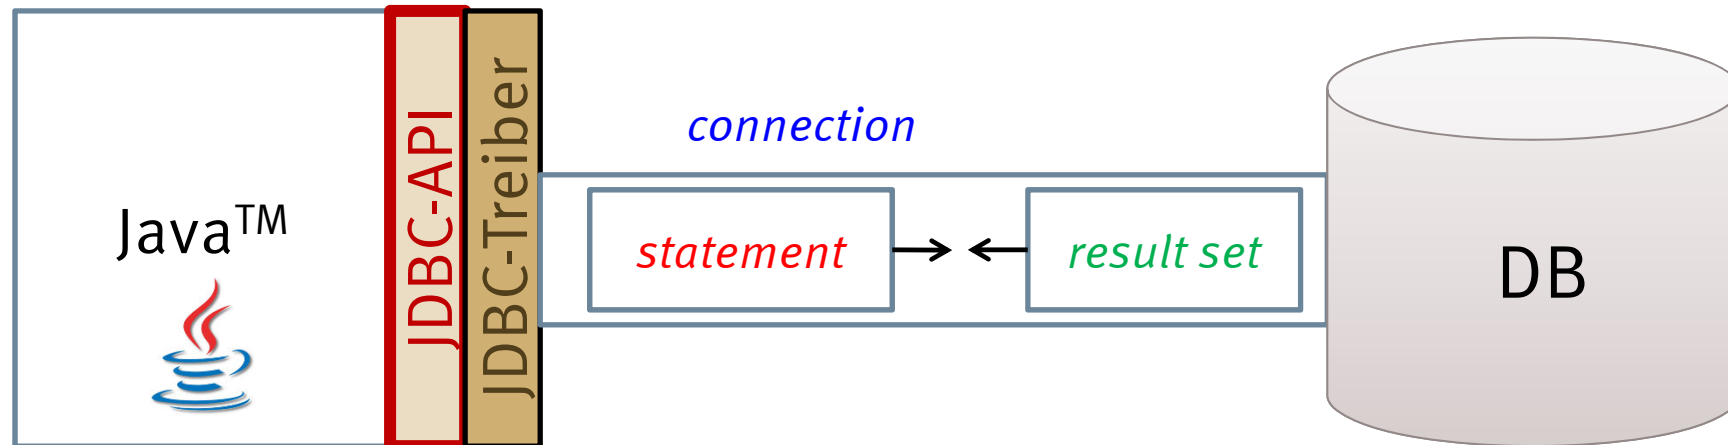 Java™
JDBC-API
JDBC-Treiber
connection
statement
result set
DB